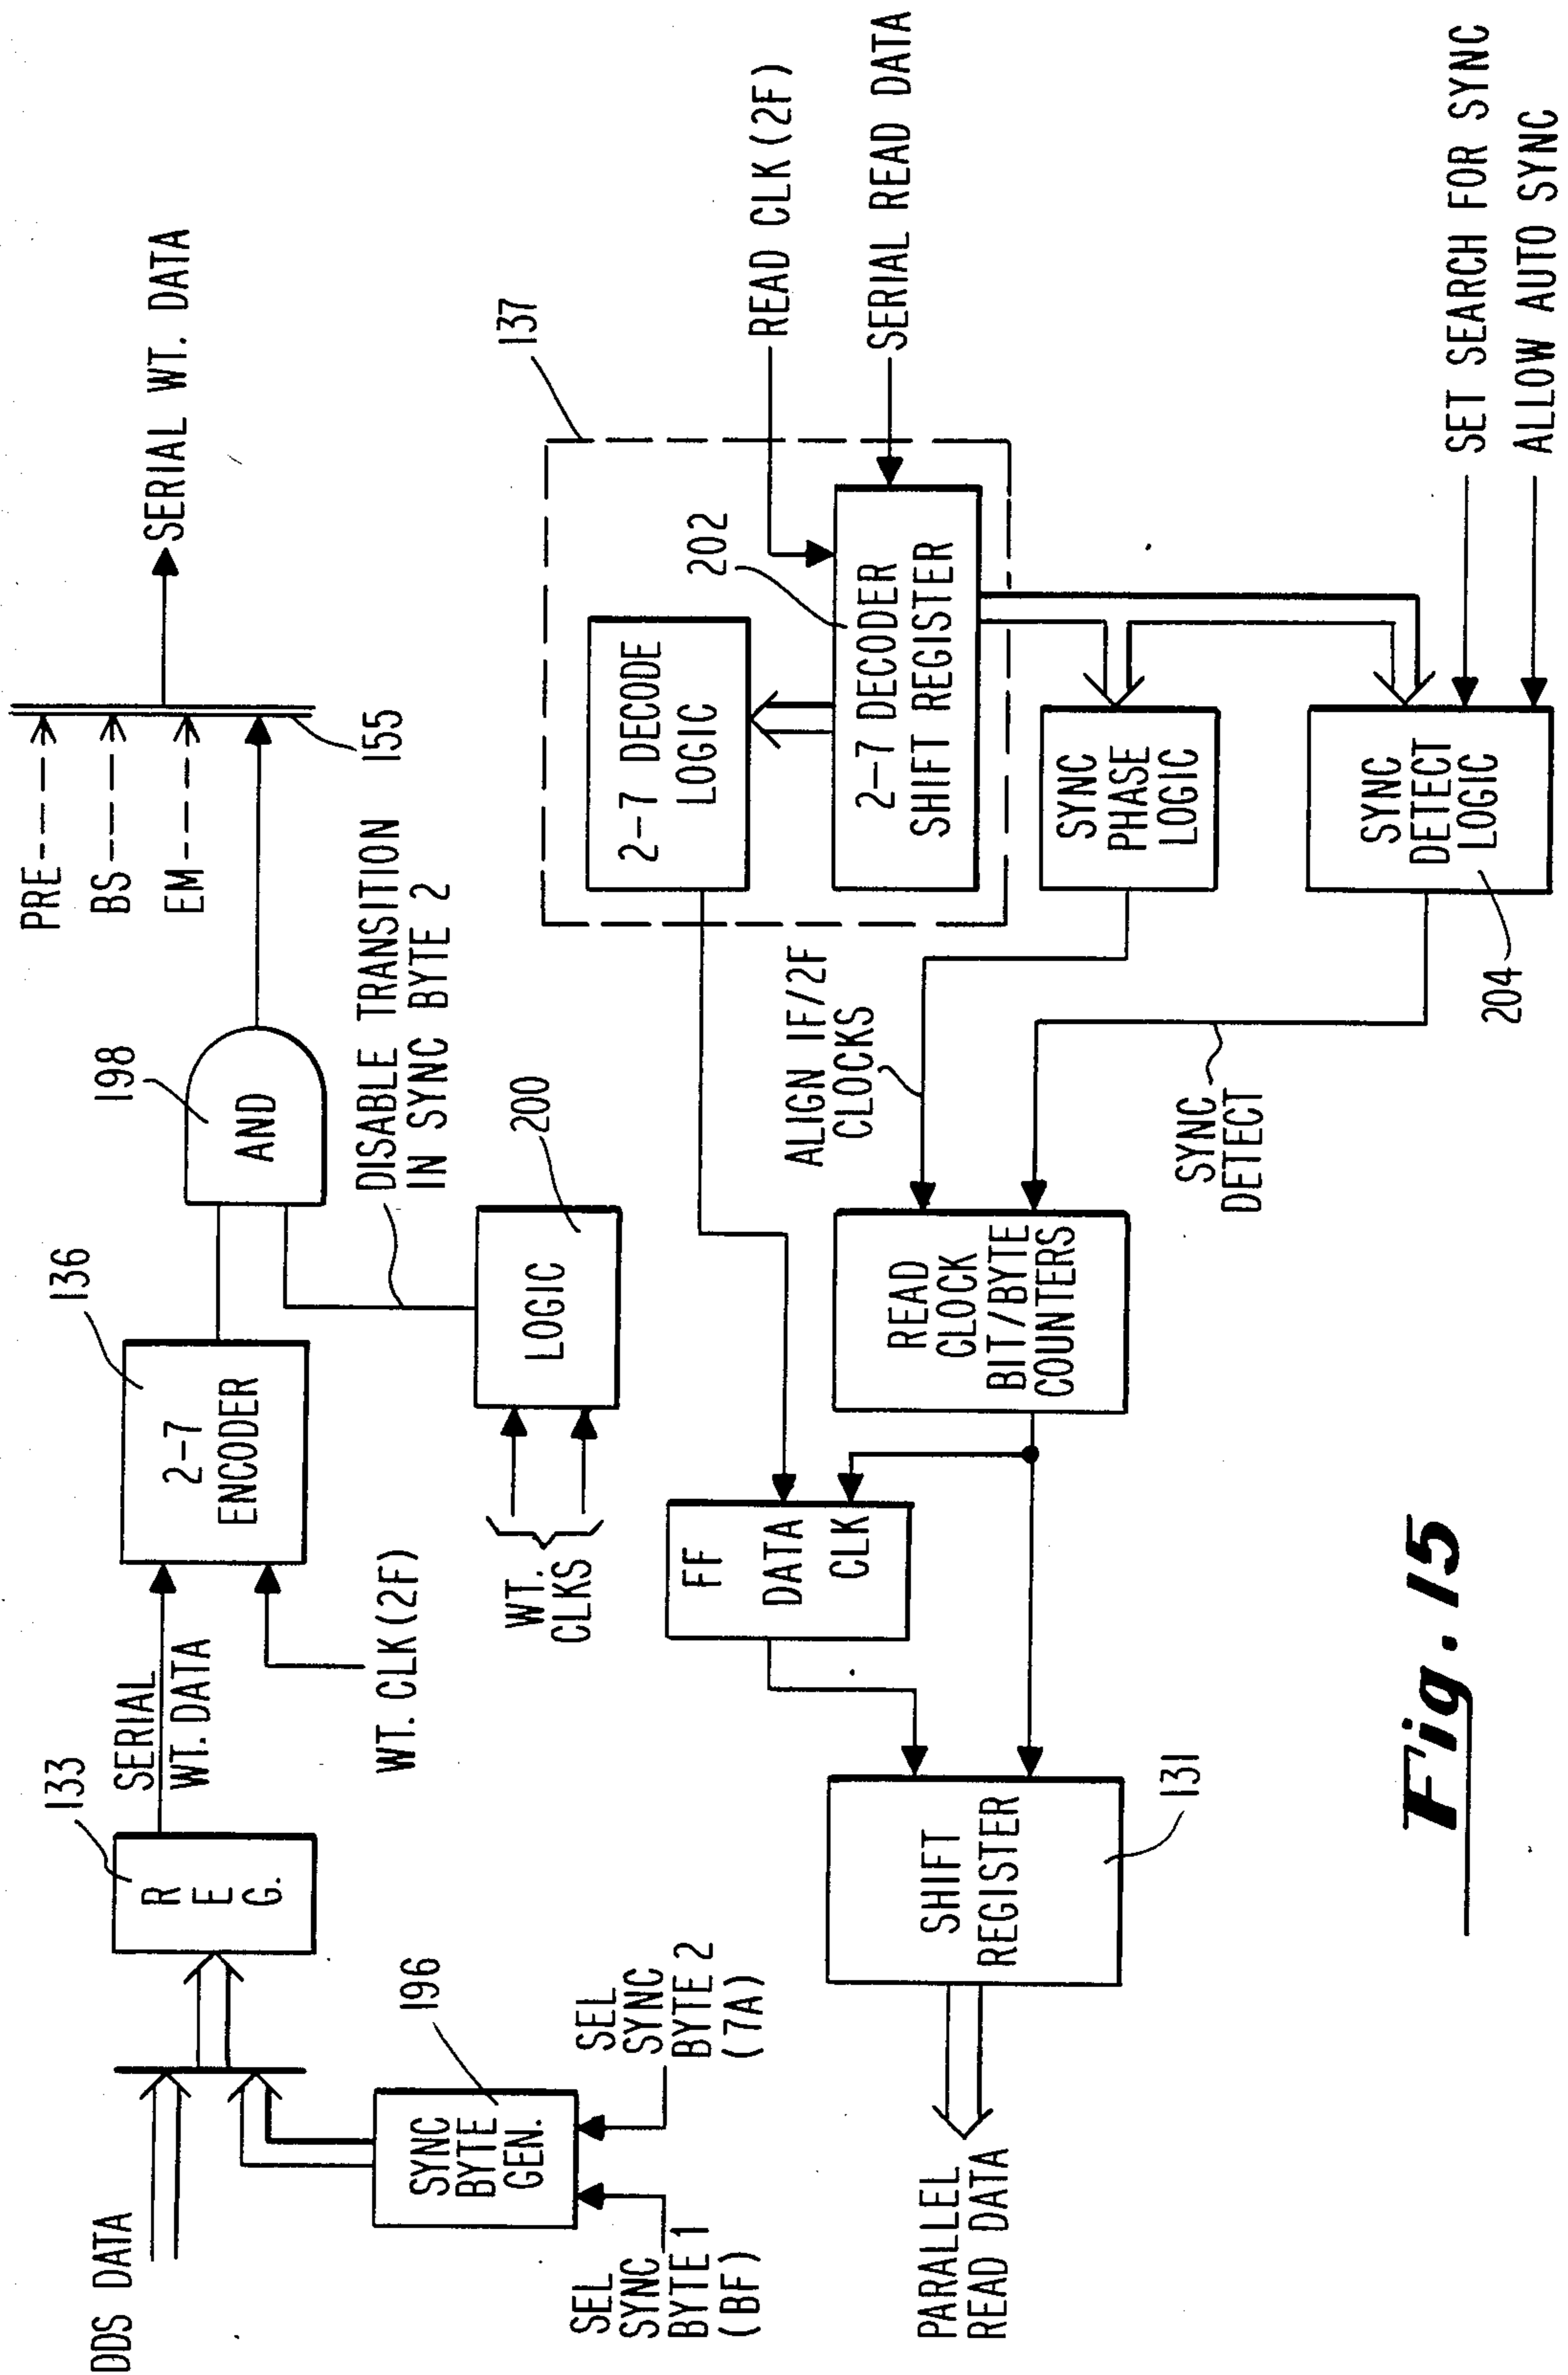 DDS DATA
SEL
SYNC
BYTE 1
(BF)
SEL
SYNC
BYTE 2
(7A)
SYNC
BYTE
GEN.
196
R
E
G.
133
SERIAL
WT. DATA
WT. CLK (2F)
2-7
ENCODER
136
WT.
CLKS
LOGIC
200
DISABLE TRANSITION
IN SYNC BYTE 2
AND
198
PRE
BS
EM
155
SERIAL WT. DATA
PARALLEL
READ DATA
SHIFT
REGISTER
131
FF
DATA
CLK
READ
CLOCK
BIT/BYTE
COUNTERS
ALIGN 1F/2F
CLOCKS
SYNC
DETECT
2-7 DECODE
LOGIC
2-7 DECODER
SHIFT REGISTER
202
137
READ CLK (2F)
SERIAL READ DATA
SYNC
PHASE
LOGIC
SYNC
DETECT
LOGIC
204
SET SEARCH FOR SYNC
ALLOW AUTO SYNC
Fig. 15